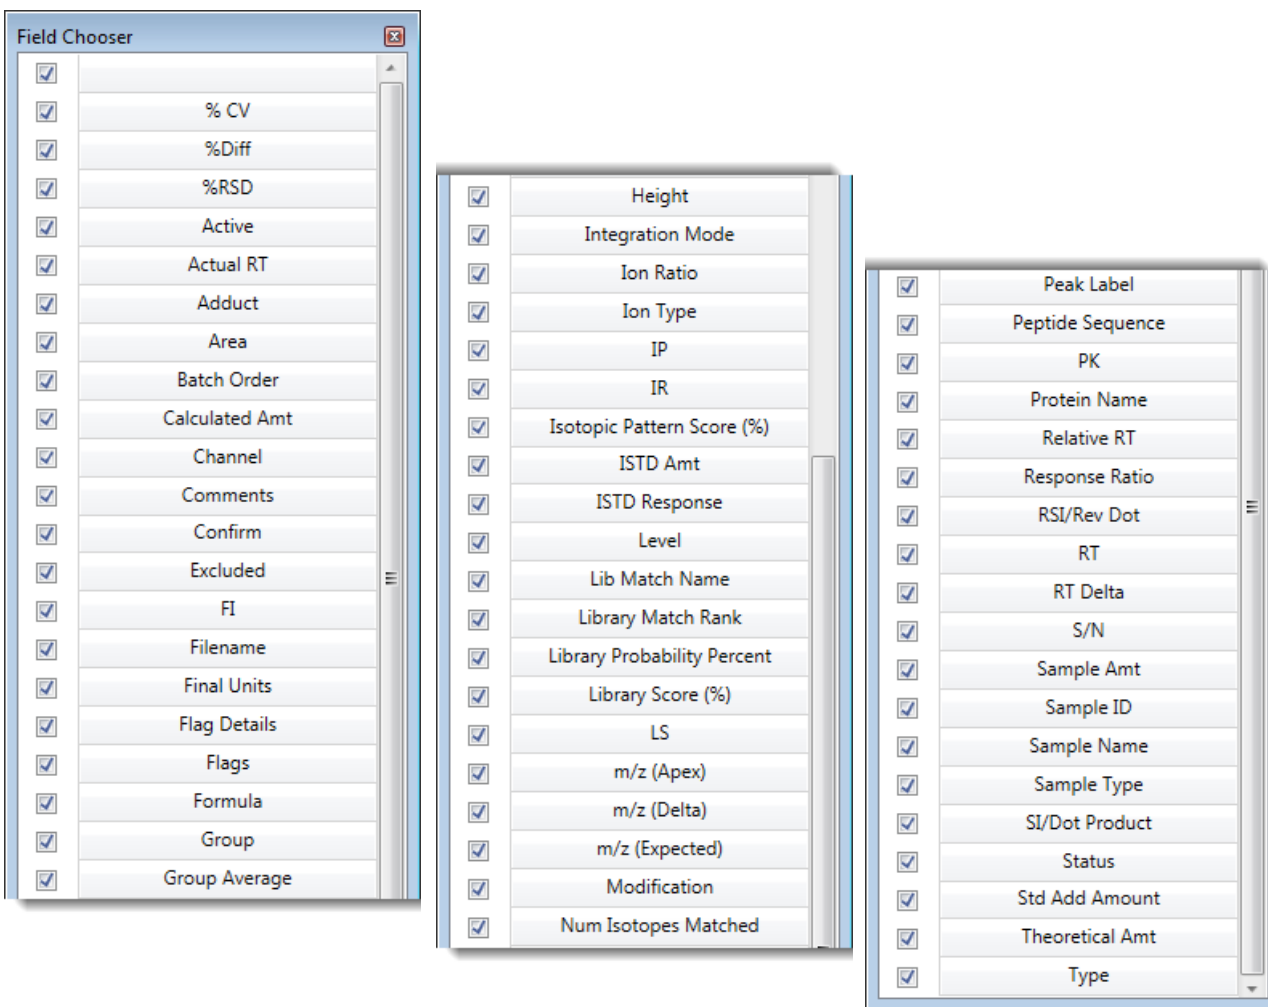 Field Chooser
% CV
%Diff
%RSD
Active
Actual RT
Adduct
Area
Batch Order
Calculated Amt
Channel
Comments
Confirm
Excluded
FI
Filename
Final Units
Flag Details
Flags
Formula
Group
Group Average
Height
Integration Mode
Ion Ratio
Ion Type
IP
IR
Isotopic Pattern Score (%)
ISTD Amt
ISTD Response
Level
Lib Match Name
Library Match Rank
Library Probability Percent
Library Score (%)
LS
m/z (Apex)
m/z (Delta)
m/z (Expected)
Modification
Num Isotopes Matched
Peak Label
Peptide Sequence
PK
Protein Name
Relative RT
Response Ratio
RSI/Rev Dot
RT
RT Delta
S/N
Sample Amt
Sample ID
Sample Name
Sample Type
SI/Dot Product
Status
Std Add Amount
Theoretical Amt
Type